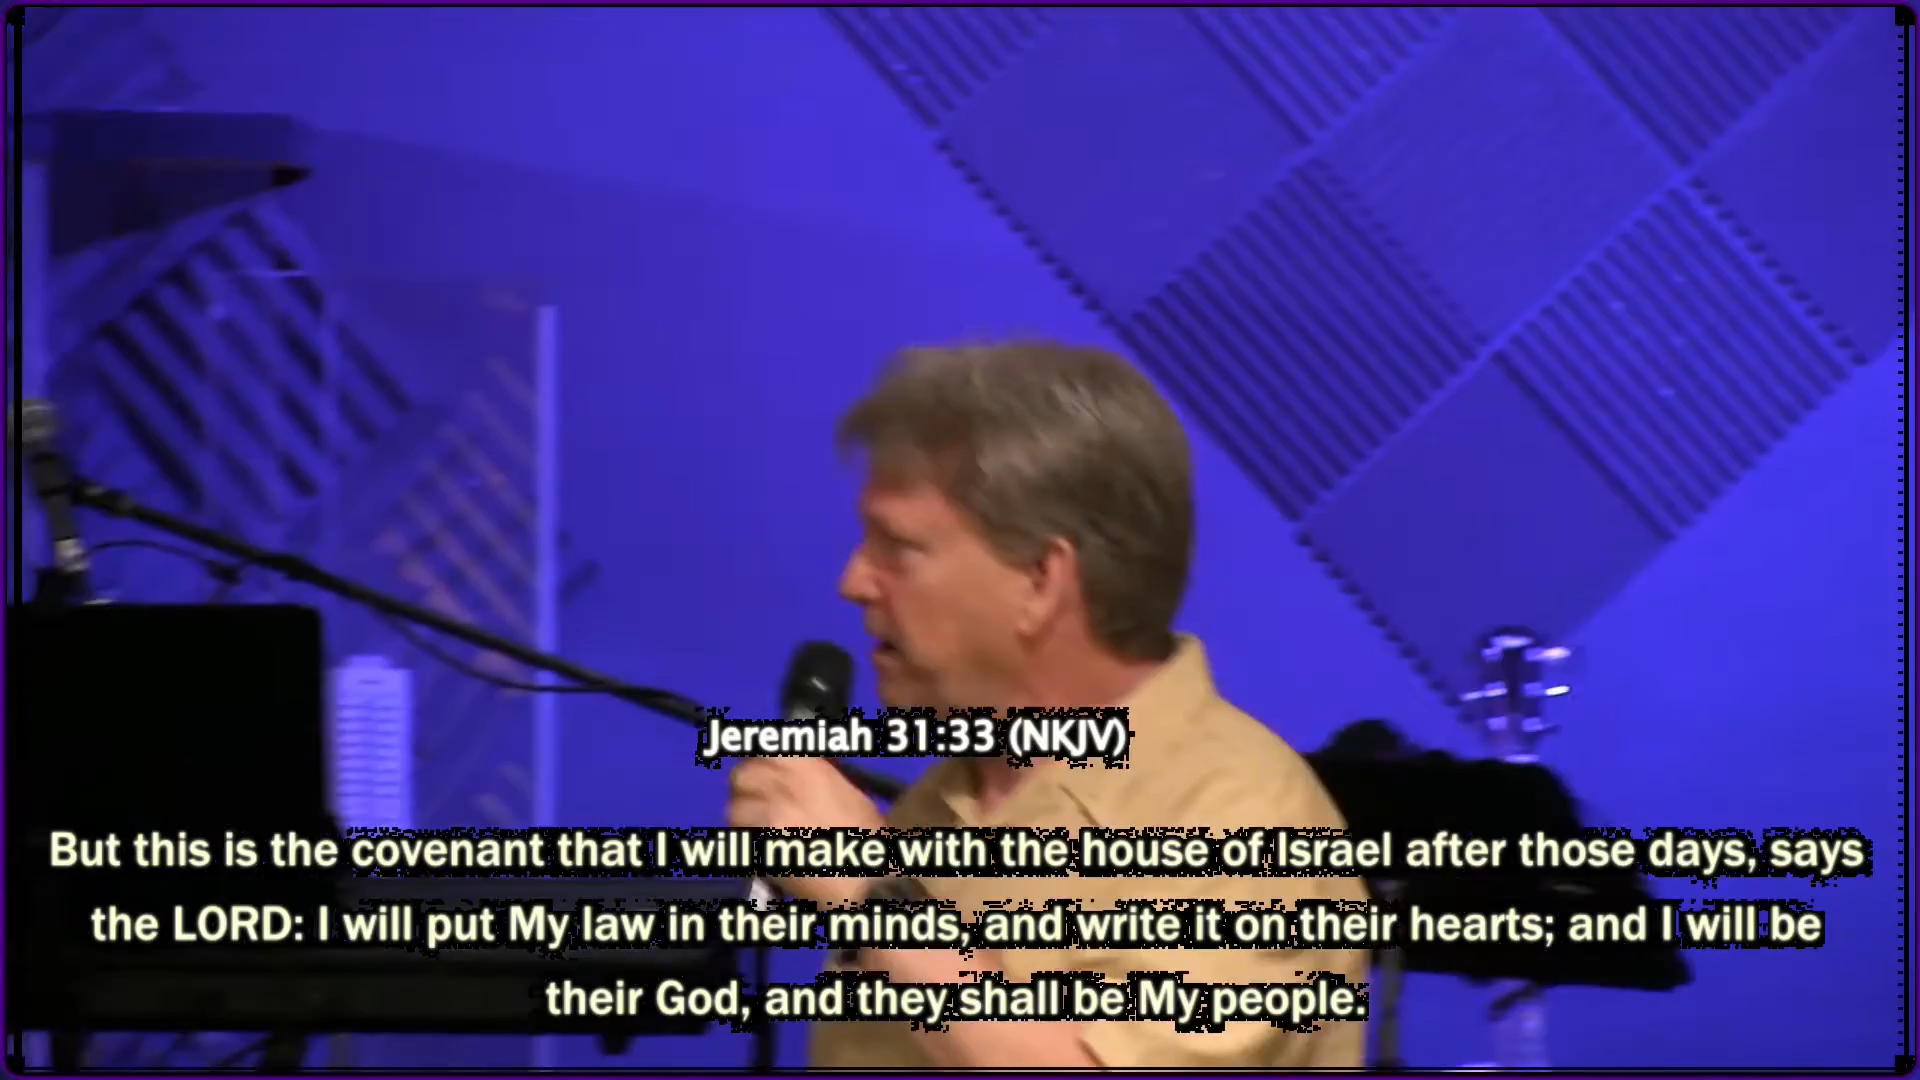 Jeremiah 31:33 (NKJV)
But this is the covenant that I will make with the house of Israel after those days, says
the LORD: I will put My law in their minds, and write it on their hearts; and I will be
their God, and they shall be My people.